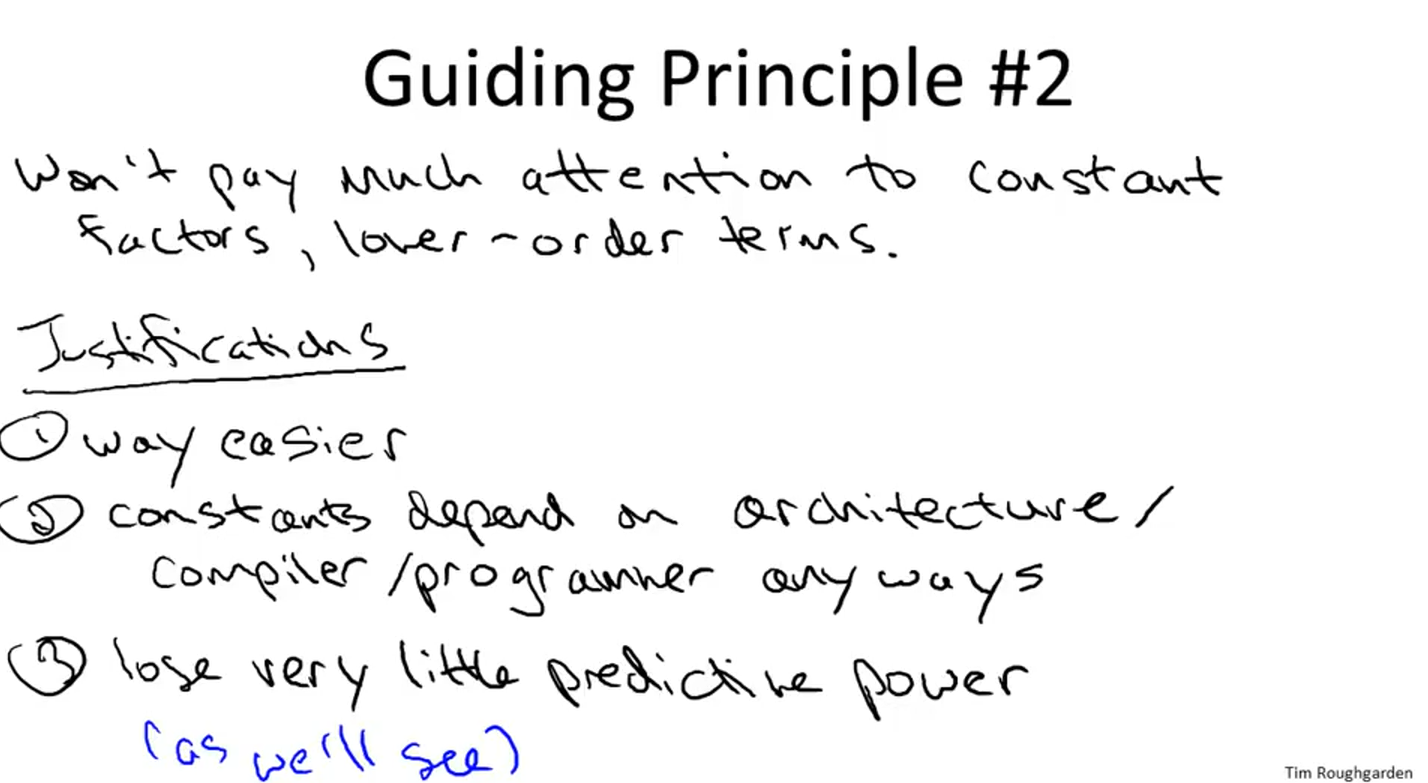 Guiding Principle #2
Won't pay much attention to constant
factors, lower-order terms.
Justifications
① way easier
② constants depend on architecture/
compiler/programmer anyways
③ lose very little predictive power
(as we'll see)
Tim Roughgarden